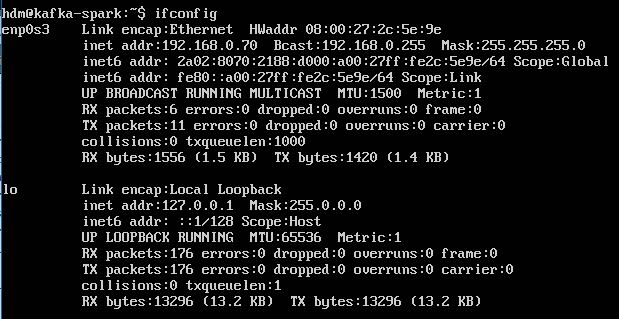 hdm@kafka-spark:~$ ifconfig
enp0s3    Link encap:Ethernet  HWaddr 08:00:27:2c:5e:9e
          inet addr:192.168.0.70  Bcast:192.168.0.255  Mask:255.255.255.0
          inet6 addr: 2a02:8070:2188:d000:a00:27ff:fe2c:5e9e/64 Scope:Global
          inet6 addr: fe80::a00:27ff:fe2c:5e9e/64 Scope:Link
          UP BROADCAST RUNNING MULTICAST  MTU:1500  Metric:1
          RX packets:6 errors:0 dropped:0 overruns:0 frame:0
          TX packets:11 errors:0 dropped:0 overruns:0 carrier:0
          collisions:0 txqueuelen:1000
          RX bytes:1556 (1.5 KB)  TX bytes:1420 (1.4 KB)

lo        Link encap:Local Loopback
          inet addr:127.0.0.1  Mask:255.0.0.0
          inet6 addr: ::1/128 Scope:Host
          UP LOOPBACK RUNNING  MTU:65536  Metric:1
          RX packets:176 errors:0 dropped:0 overruns:0 frame:0
          TX packets:176 errors:0 dropped:0 overruns:0 carrier:0
          collisions:0 txqueuelen:1
          RX bytes:13296 (13.2 KB)  TX bytes:13296 (13.2 KB)